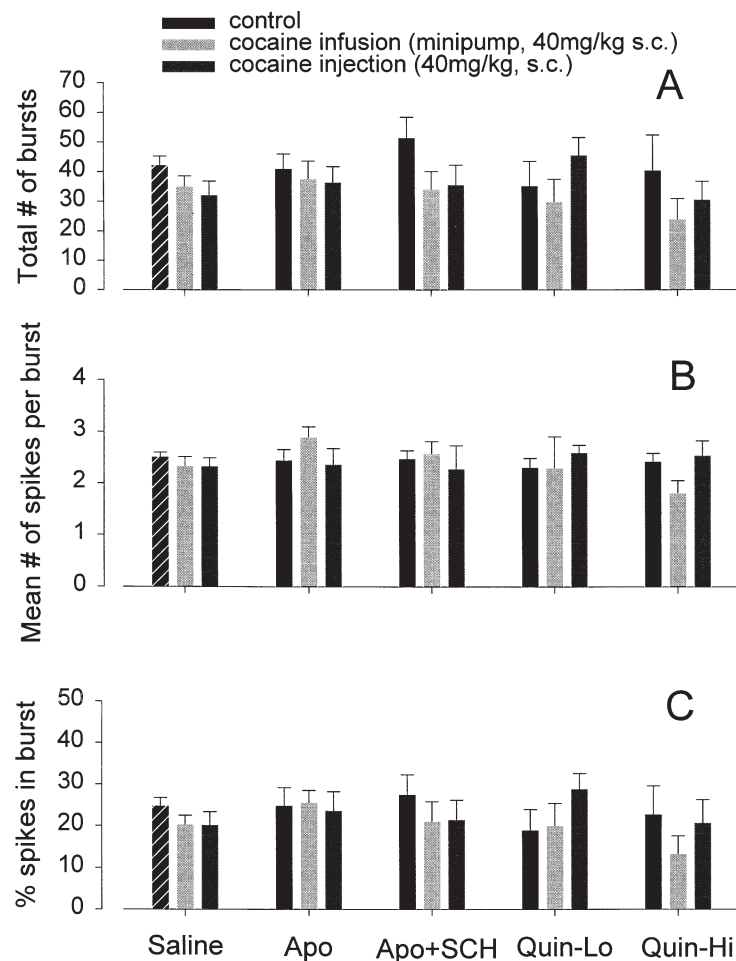 control
cocaine infusion (minipump, 40mg/kg s.c.)
cocaine injection (40mg/kg, s.c.)
A
Total # of bursts
70
60
50
40
30
20
10
0
B
Mean # of spikes per burst
4
3
2
1
0
C
% spikes in burst
50
40
30
20
10
0
Saline Apo Apo+SCH Quin-Lo Quin-Hi